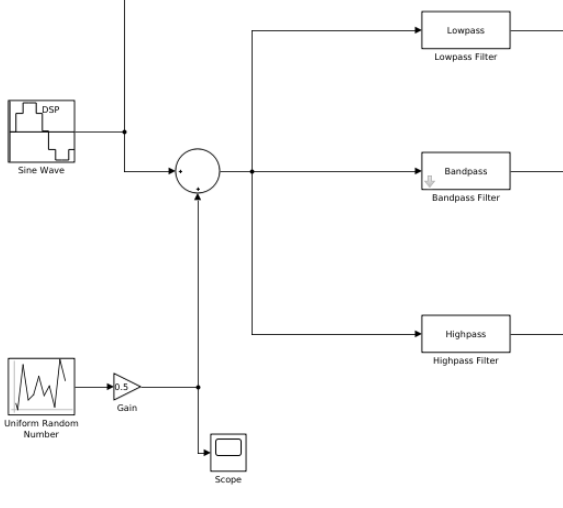 Lowpass
Lowpass Filter
DSP
Sine Wave
+
+
Bandpass
Bandpass Filter
Highpass
Highpass Filter
0.5
Gain
Uniform Random
Number
Scope